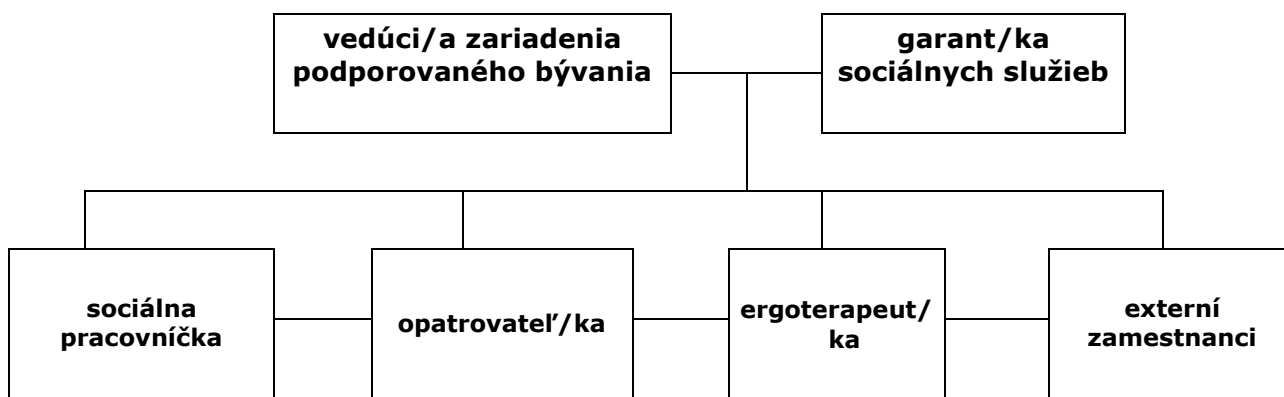 vedúci/a zariadenia
podporovaného bývania
garant/ka
sociálnych služieb
sociálna
pracovníčka
opatrovateľ/ka
ergoterapeut/
ka
externí
zamestnanci